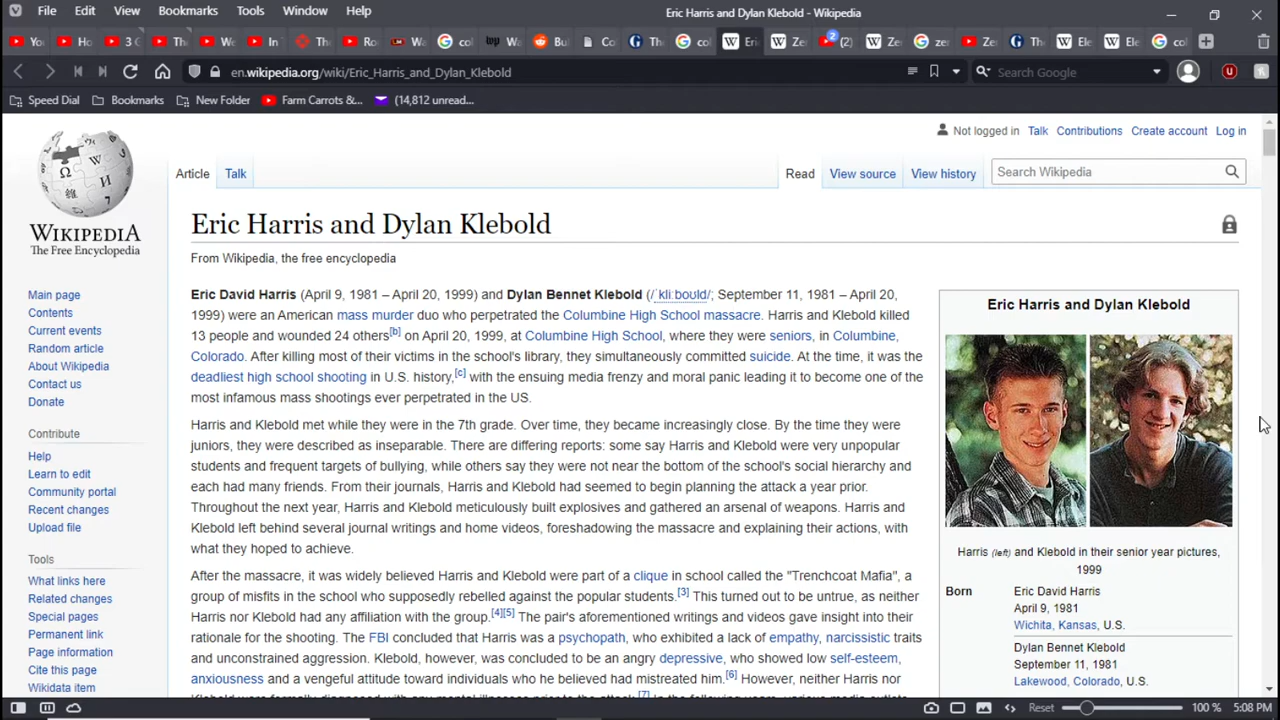 File Edit View Bookmarks Tools Window Help
Eric Harris and Dylan Klebold - Wikipedia
en.wikipedia.org/wiki/Eric_Harris_and_Dylan_Klebold
Search Google
Speed Dial Bookmarks New Folder Farm Carrots &... (14,812 unread...
Not logged in Talk Contributions Create account Log in
Article Talk Read View source View history Search Wikipedia
WIKIPEDIA
The Free Encyclopedia
Main page
Contents
Current events
Random article
About Wikipedia
Contact us
Donate
Contribute
Help
Learn to edit
Community portal
Recent changes
Upload file
Tools
What links here
Related changes
Special pages
Permanent link
Page information
Cite this page
Wikidata item
Eric Harris and Dylan Klebold
From Wikipedia, the free encyclopedia
Eric David Harris (April 9, 1981 – April 20, 1999) and Dylan Bennet Klebold (/ˈkliːboʊld/; September 11, 1981 – April 20,
1999) were an American mass murder duo who perpetrated the Columbine High School massacre. Harris and Klebold killed
13 people and wounded 24 others[b] on April 20, 1999, at Columbine High School, where they were seniors, in Columbine,
Colorado. After killing most of their victims in the school's library, they simultaneously committed suicide. At the time, it was the
deadliest high school shooting in U.S. history,[c] with the ensuing media frenzy and moral panic leading it to become one of the
most infamous mass shootings ever perpetrated in the US.
Harris and Klebold met while they were in the 7th grade. Over time, they became increasingly close. By the time they were
juniors, they were described as inseparable. There are differing reports: some say Harris and Klebold were very unpopular
students and frequent targets of bullying, while others say they were not near the bottom of the school's social hierarchy and
each had many friends. From their journals, Harris and Klebold had seemed to begin planning the attack a year prior.
Throughout the next year, Harris and Klebold meticulously built explosives and gathered an arsenal of weapons. Harris and
Klebold left behind several journal writings and home videos, foreshadowing the massacre and explaining their actions, with
what they hoped to achieve.
After the massacre, it was widely believed Harris and Klebold were part of a clique in school called the "Trenchcoat Mafia", a
group of misfits in the school who supposedly rebelled against the popular students.[3] This turned out to be untrue, as neither
Harris nor Klebold had any affiliation with the group.[4][5] The pair's aforementioned writings and videos gave insight into their
rationale for the shooting. The FBI concluded that Harris was a psychopath, who exhibited a lack of empathy, narcissistic traits
and unconstrained aggression. Klebold, however, was concluded to be an angry depressive, who showed low self-esteem,
anxiousness and a vengeful attitude toward individuals who he believed had mistreated him.[6] However, neither Harris nor
Eric Harris and Dylan Klebold
Harris (left) and Klebold in their senior year pictures,
1999
Born Eric David Harris
April 9, 1981
Wichita, Kansas, U.S.
Dylan Bennet Klebold
September 11, 1981
Lakewood, Colorado, U.S.
Reset 100 % 5:08 PM